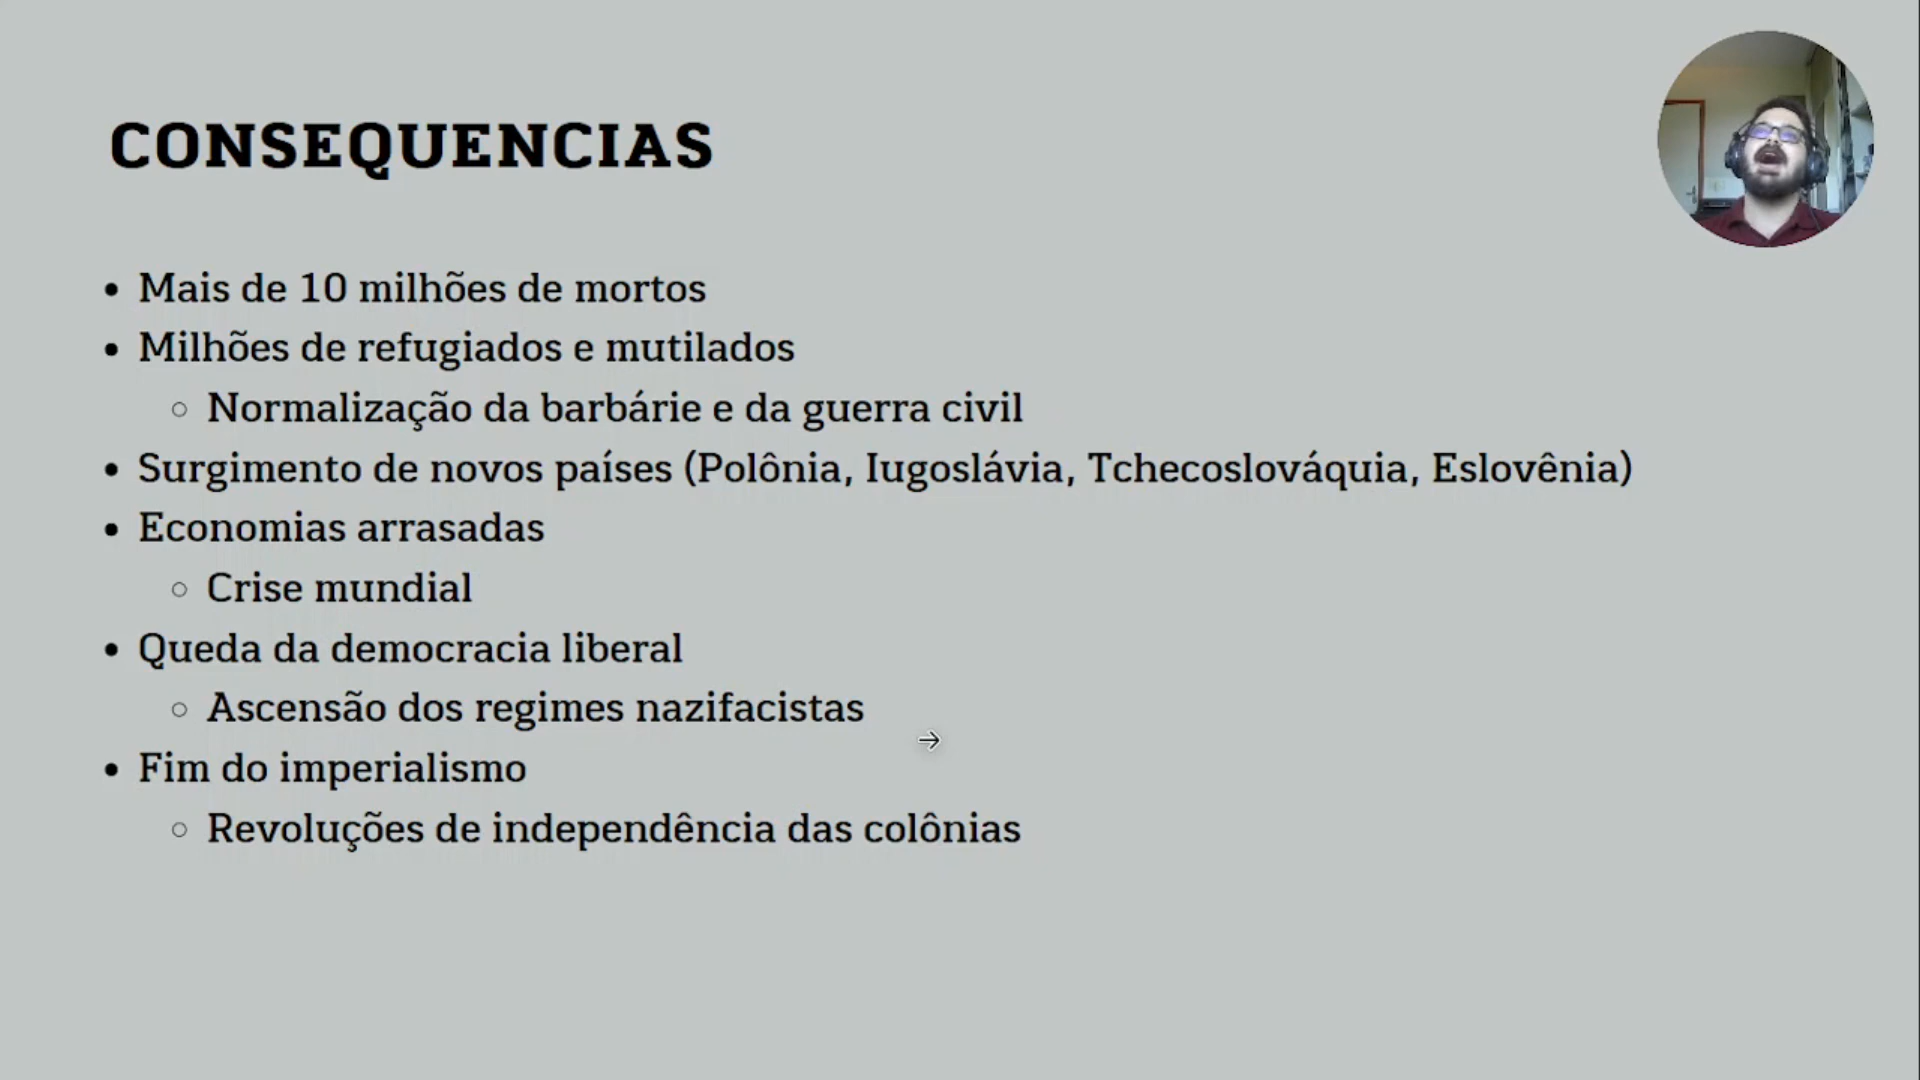 CONSEQUENCIAS
Mais de 10 milhões de mortos
Milhões de refugiados e mutilados
Normalização da barbárie e da guerra civil
Surgimento de novos países (Polônia, Iugoslávia, Tchecoslováquia, Eslovênia)
Economias arrasadas
Crise mundial
Queda da democracia liberal
Ascensão dos regimes nazifacistas
Fim do imperialismo
Revoluções de independência das colônias